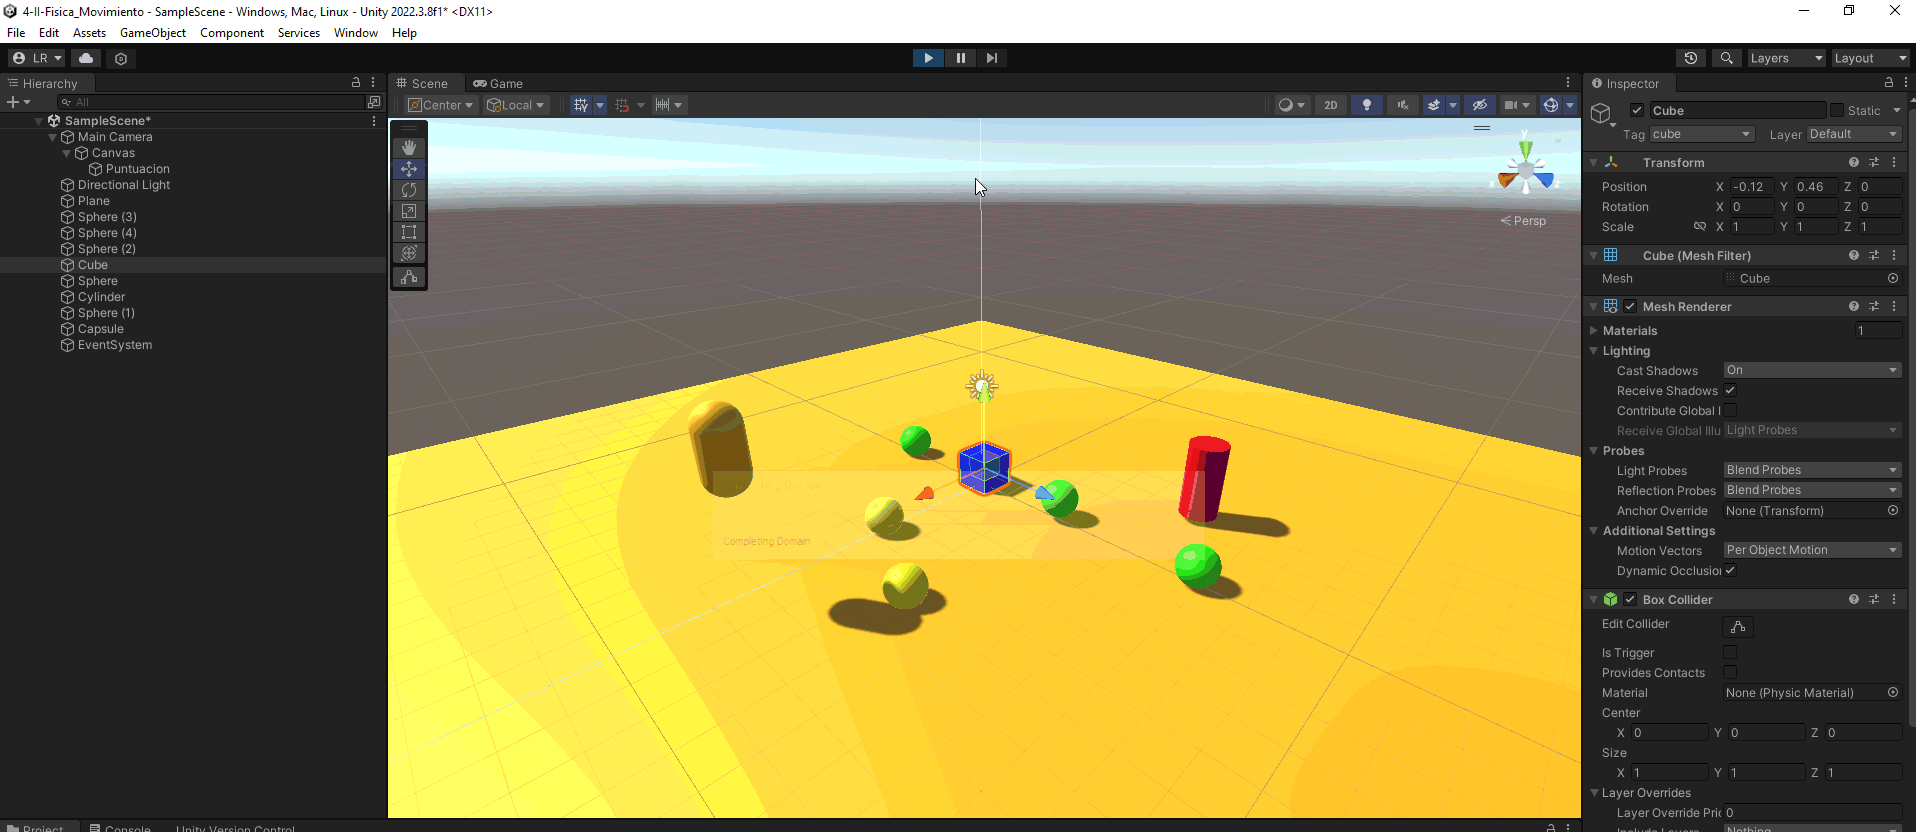 4-II-Fisica_Movimiento - SampleScene - Windows, Mac, Linux - Unity 2022.3.8f1* <DX11>
File Edit Assets GameObject Component Services Window Help
LR Layers Layout
Hierarchy
All
SampleScene*
Main Camera
Canvas
Puntuacion
Directional Light
Plane
Sphere (3)
Sphere (4)
Sphere (2)
Cube
Sphere
Cylinder
Sphere (1)
Capsule
EventSystem
Scene Game
Center Local 2D
y
x z
Persp
Completing Domain
Inspector
Cube Static
Tag cube Layer Default
Transform
Position X -0.12 Y 0.46 Z 0
Rotation X 0 Y 0 Z 0
Scale X 1 Y 1 Z 1
Cube (Mesh Filter)
Mesh Cube
Mesh Renderer
Materials 1
Lighting
Cast Shadows On
Receive Shadows
Contribute Global I
Receive Global Illu Light Probes
Probes
Light Probes Blend Probes
Reflection Probes Blend Probes
Anchor Override None (Transform)
Additional Settings
Motion Vectors Per Object Motion
Dynamic Occlusion
Box Collider
Edit Collider
Is Trigger
Provides Contacts
Material None (Physic Material)
Center
X 0 Y 0 Z 0
Size
X 1 Y 1 Z 1
Layer Overrides
Layer Override Pri 0
Include Layers Nothing
Project Console Unity Version Control